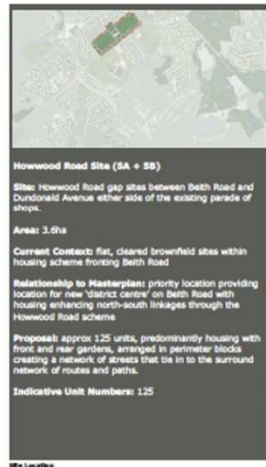 Howwood Road Site (5A + 5B)
Site: Howwood Road gap sites between Beith Road and
Dundonald Avenue either side of the existing parade of
shops.
Area: 3.6ha
Current Context: flat, cleared brownfield sites within
housing scheme fronting Beith Road
Relationship to Masterplan: priority location providing
location for new 'district centre' on Beith Road with
housing enhancing north-south linkages through the
Howwood Road scheme
Proposal: approx 125 units, predominantly housing with
front and rear gardens, arranged in perimeter blocks
creating a network of streets that tie in to the surround
network of routes and paths.
Indicative Unit Numbers: 125
Site Location